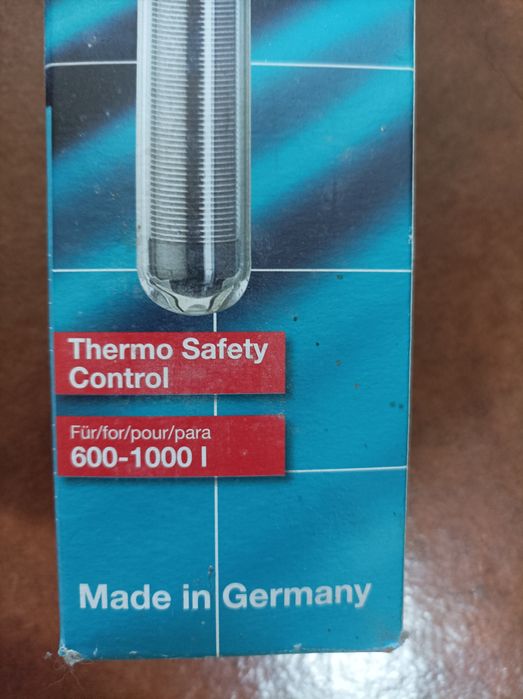 Thermo Safety
Control
Für/for/pour/para
600-1000 l
Made in Germany